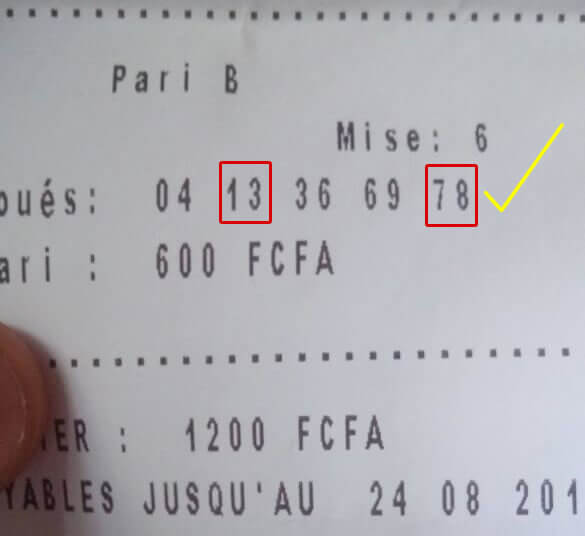 Pari B
Mise: 6
oués: 04 13 36 69 78
ari : 600 FCFA
ER : 1200 FCFA
YABLES JUSQU'AU 24 08 201